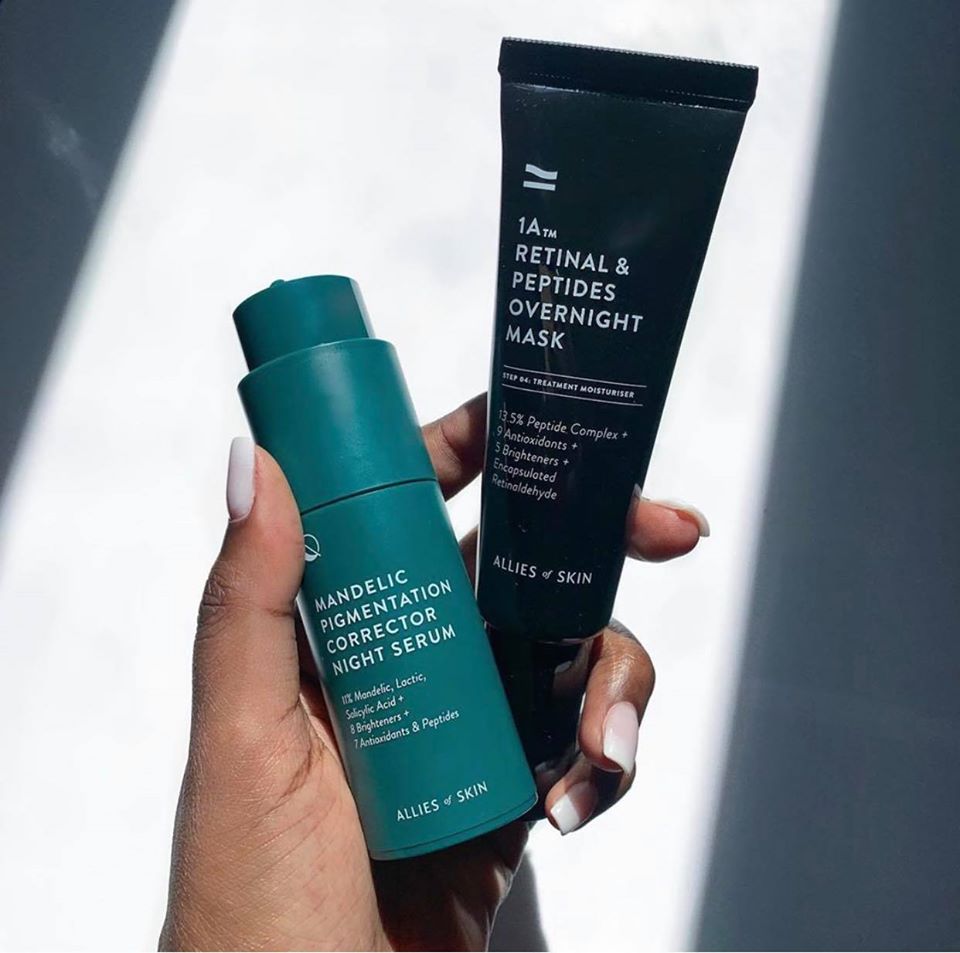 1A™
RETINAL &
PEPTIDES
OVERNIGHT
MASK
STEP 04: TREATMENT MOISTURISER
13.5% Peptide Complex +
9 Antioxidants +
5 Brighteners +
Encapsulated
Retinaldehyde
ALLIES of SKIN
MANDELIC
PIGMENTATION
CORRECTOR
NIGHT SERUM
11% Mandelic, Lactic,
Salicylic Acid +
8 Brighteners +
7 Antioxidants & Peptides
ALLIES of SKIN